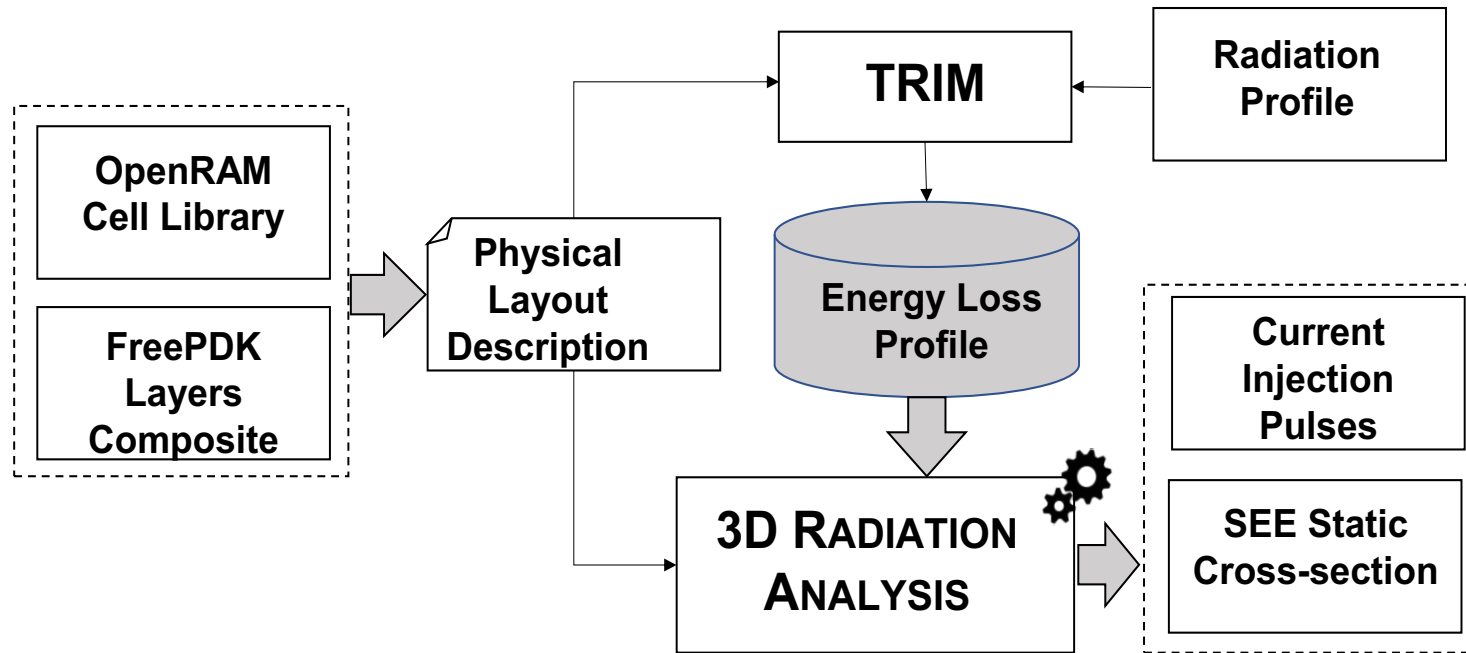 OpenRAM
Cell Library
FreePDK
Layers
Composite
Physical
Layout
Description
TRIM
Radiation
Profile
Energy Loss
Profile
3D RADIATION
ANALYSIS
Current
Injection
Pulses
SEE Static
Cross-section